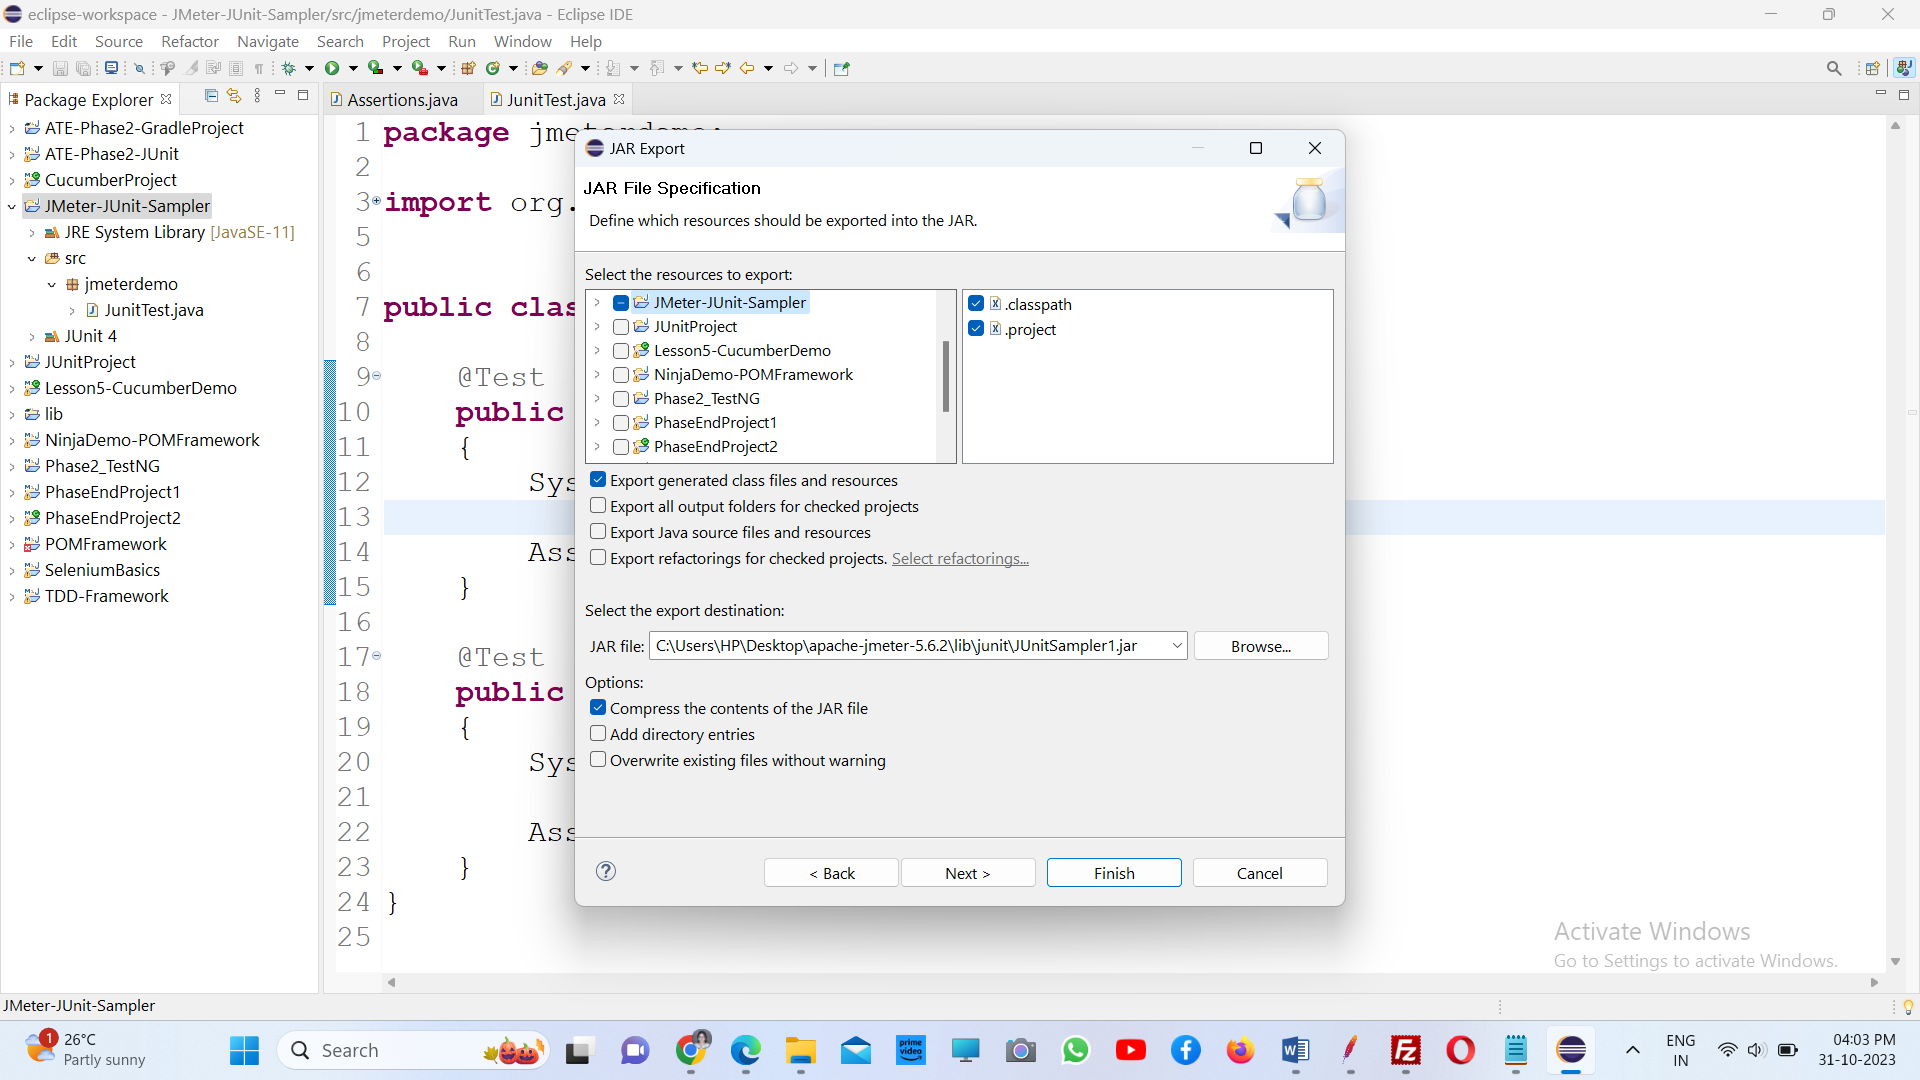 eclipse-workspace - JMeter-JUnit-Sampler/src/jmeterdemo/JunitTest.java - Eclipse IDE
File Edit Source Refactor Navigate Search Project Run Window Help
Package Explorer
Assertions.java
JunitTest.java
ATE-Phase2-GradleProject
ATE-Phase2-JUnit
CucumberProject
JMeter-JUnit-Sampler
JRE System Library [JavaSE-11]
src
jmeterdemo
JunitTest.java
JUnit 4
JUnitProject
Lesson5-CucumberDemo
lib
NinjaDemo-POMFramework
Phase2_TestNG
PhaseEndProject1
PhaseEndProject2
POMFramework
SeleniumBasics
TDD-Framework
1 package jmeterdemo;
2
3 import org.
5
6
7 public clas
8
9 @Test
10 public
11 {
12 Sys
13
14 Ass
15 }
16
17 @Test
18 public
19 {
20 Sys
21
22 Ass
23 }
24 }
25
JAR Export
JAR File Specification
Define which resources should be exported into the JAR.
Select the resources to export:
JMeter-JUnit-Sampler
JUnitProject
Lesson5-CucumberDemo
NinjaDemo-POMFramework
Phase2_TestNG
PhaseEndProject1
PhaseEndProject2
.classpath
.project
Export generated class files and resources
Export all output folders for checked projects
Export Java source files and resources
Export refactorings for checked projects. Select refactorings...
Select the export destination:
JAR file: C:\Users\HP\Desktop\apache-jmeter-5.6.2\lib\junit\JUnitSampler1.jar Browse...
Options:
Compress the contents of the JAR file
Add directory entries
Overwrite existing files without warning
< Back Next > Finish Cancel
Activate Windows
Go to Settings to activate Windows.
JMeter-JUnit-Sampler
1
26°C
Partly sunny
Search
prime video
ENG
IN
04:03 PM
31-10-2023